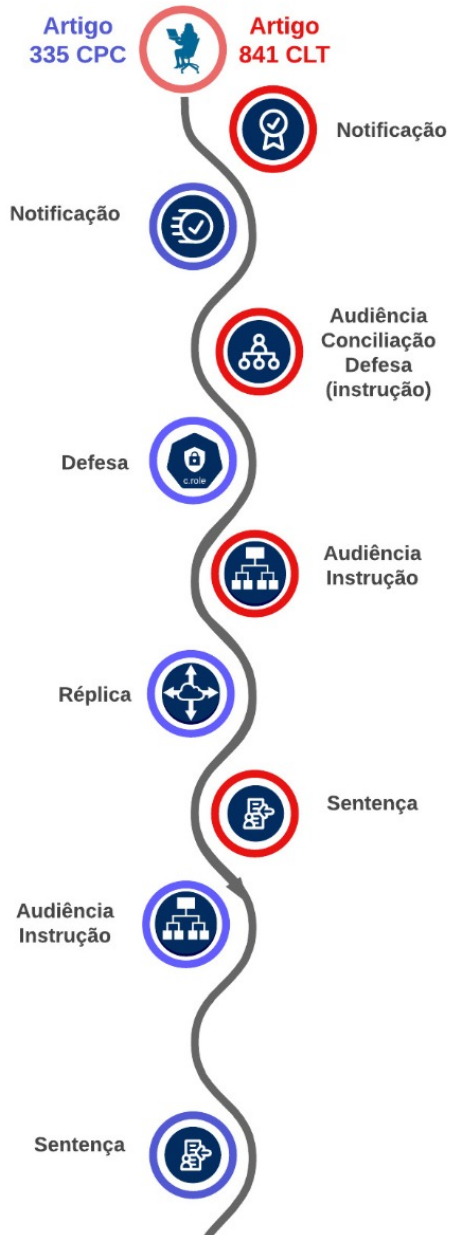 Artigo
335 CPC
Artigo
841 CLT
Notificação
Notificação
Audiência
Conciliação
Defesa
(instrução)
Defesa
c.role
Audiência
Instrução
Réplica
Sentença
Audiência
Instrução
Sentença